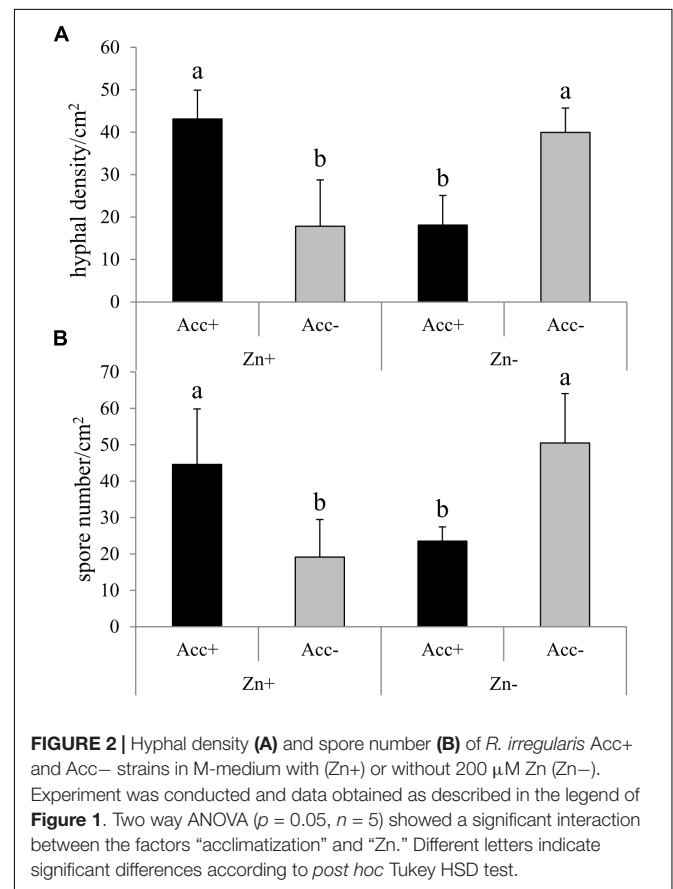 A
60
50
40
30
20
10
0
hyphal density/cm²
a
b
b
a
Acc+ Acc- Acc+ Acc-
Zn+ Zn-
B
70
60
50
40
30
20
10
0
spore number/cm²
a
b
b
a
Acc+ Acc- Acc+ Acc-
Zn+ Zn-
FIGURE 2 | Hyphal density (A) and spore number (B) of R. irregularis Acc+
and Acc− strains in M-medium with (Zn+) or without 200 μM Zn (Zn−).
Experiment was conducted and data obtained as described in the legend of
Figure 1. Two way ANOVA (p = 0.05, n = 5) showed a significant interaction
between the factors “acclimatization” and “Zn.” Different letters indicate
significant differences according to post hoc Tukey HSD test.